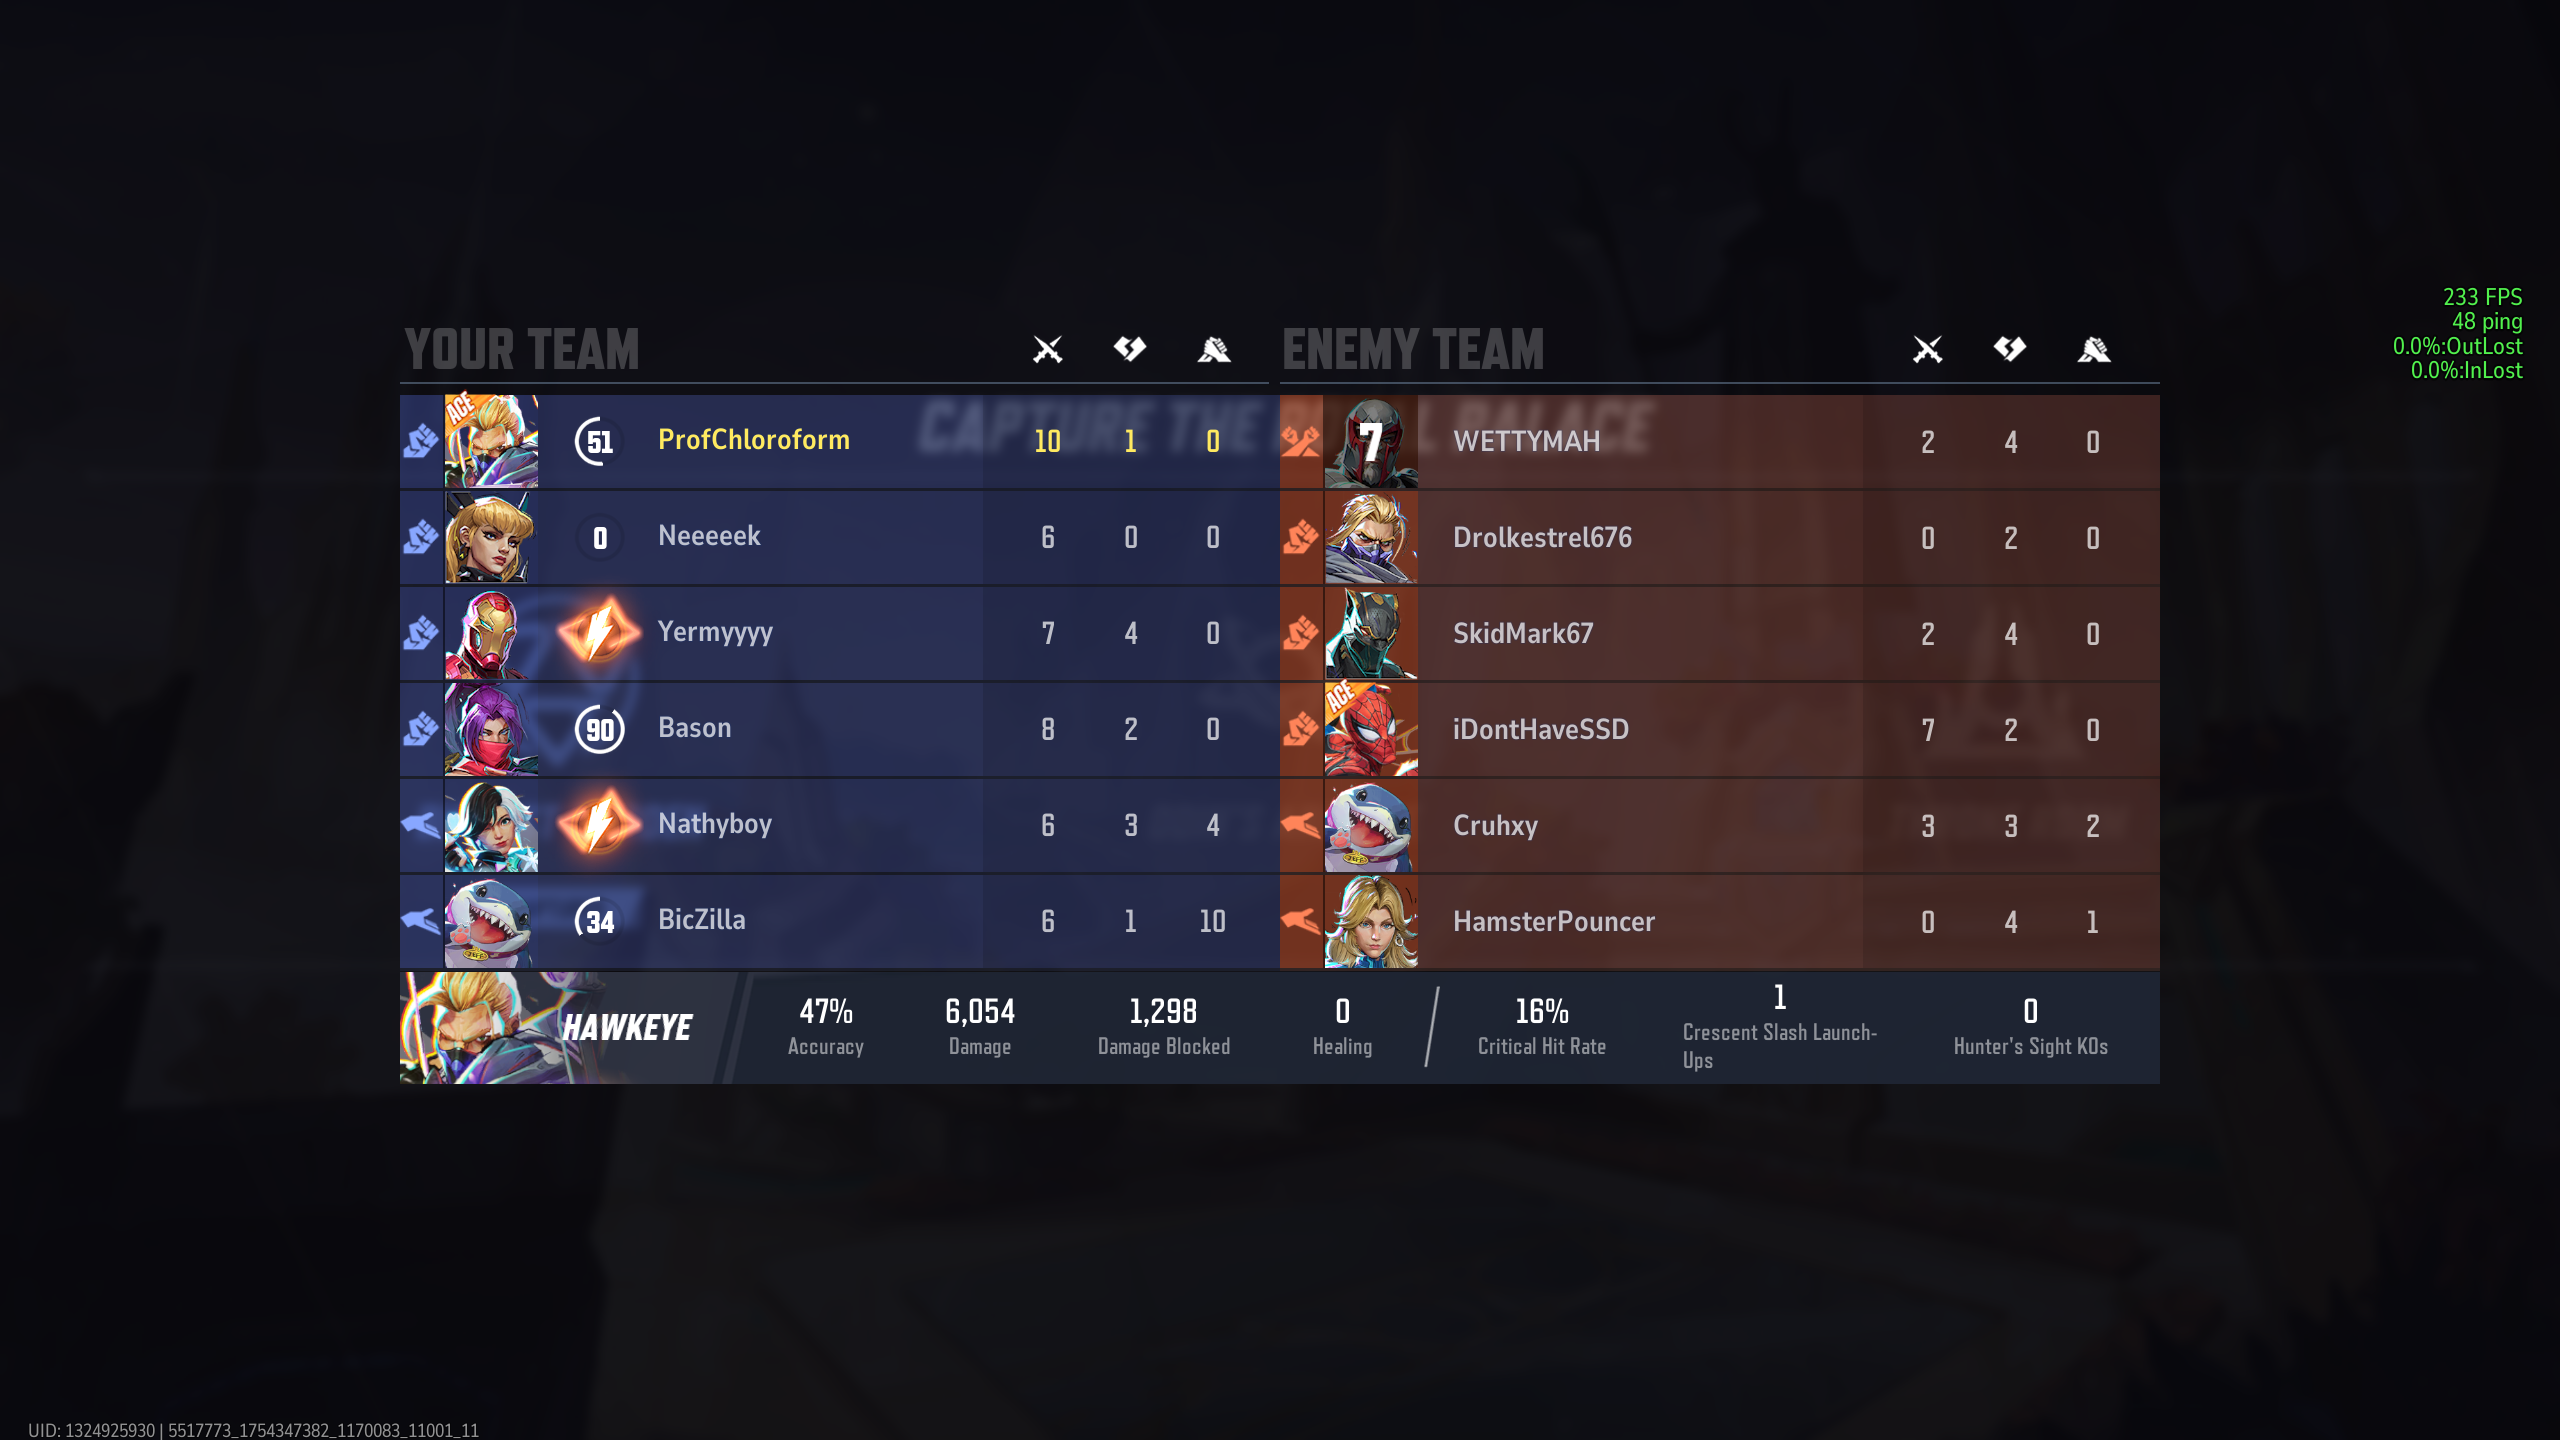 233 FPS
48 ping
0.0%:OutLost
0.0%:InLost
YOUR TEAM
ENEMY TEAM
CAPTURE THE ROYAL PALACE
ACE 51 ProfChloroform 10 1 0
7 WETTYMAH 2 4 0
0 Neeeeek 6 0 0
Drolkestrel676 0 2 0
Yermyyyy 7 4 0
SkidMark67 2 4 0
90 Bason 8 2 0
ACE iDontHaveSSD 7 2 0
Nathyboy 6 3 4
Cruhxy 3 3 2
34 BicZilla 6 1 10
HamsterPouncer 0 4 1
HAWKEYE
47% 6,054 1,298 0 16% 1 0
Accuracy Damage Damage Blocked Healing Critical Hit Rate Crescent Slash Launch-
Ups Hunter's Sight KOs
UID: 1324925930 | 5517773_1754347382_1170083_11001_11